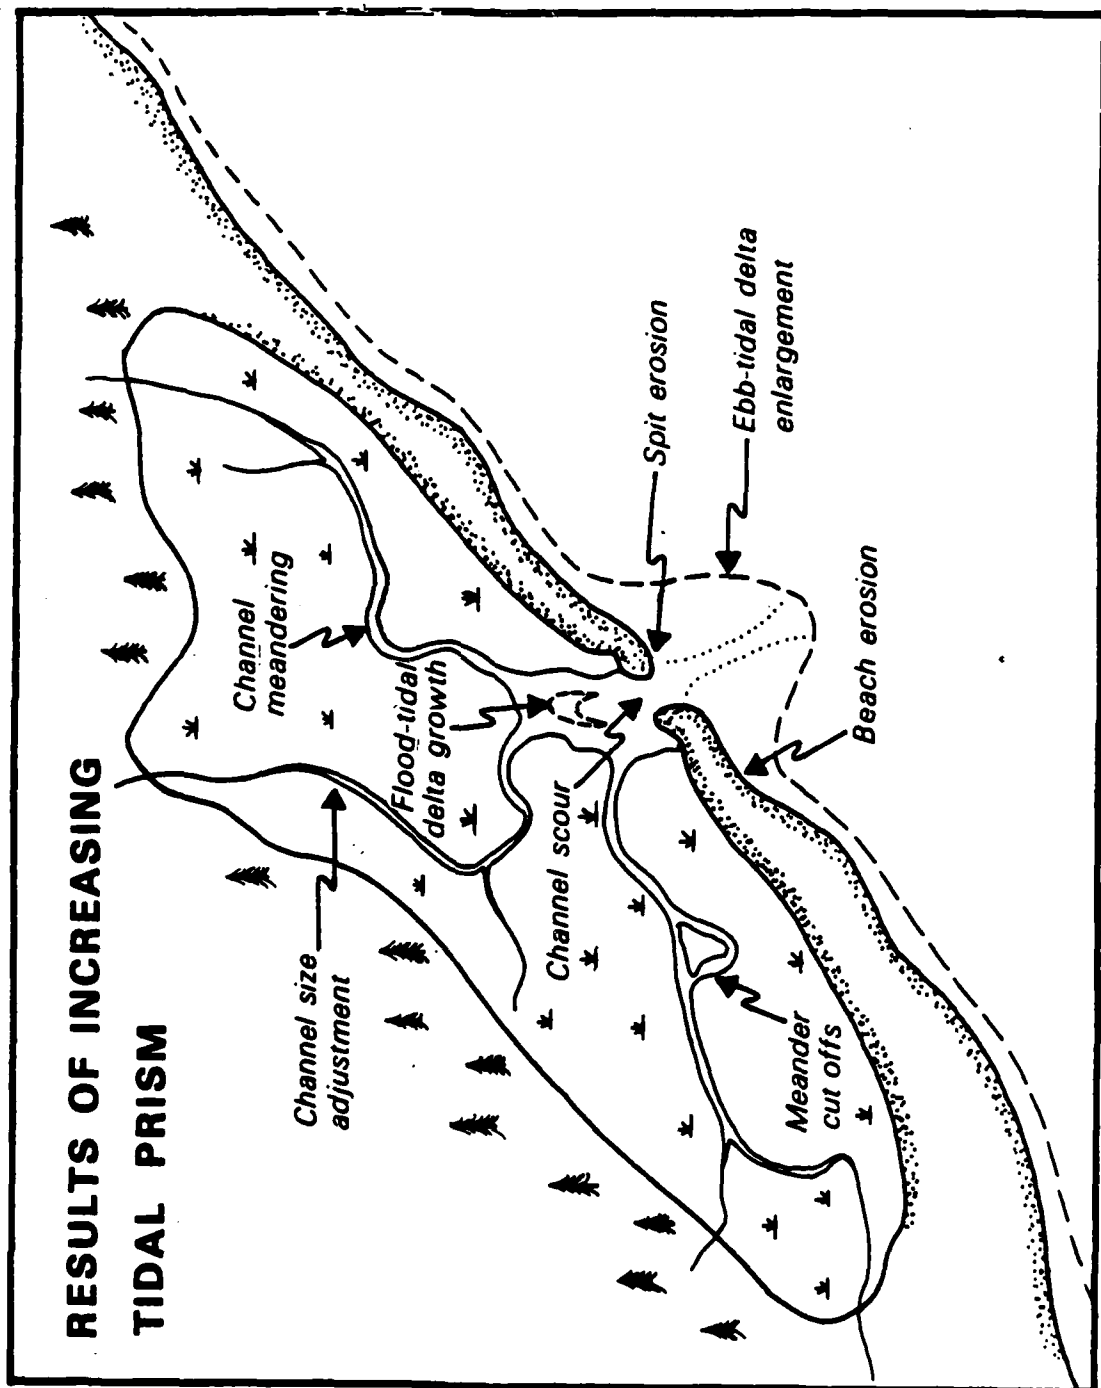 RESULTS OF INCREASING
TIDAL PRISM
Channel size
adjustment
Channel
meandering
Flood-tidal
delta growth
Channel scour
Meander
cut offs
Spit erosion
Ebb-tidal delta
enlargement
Beach erosion